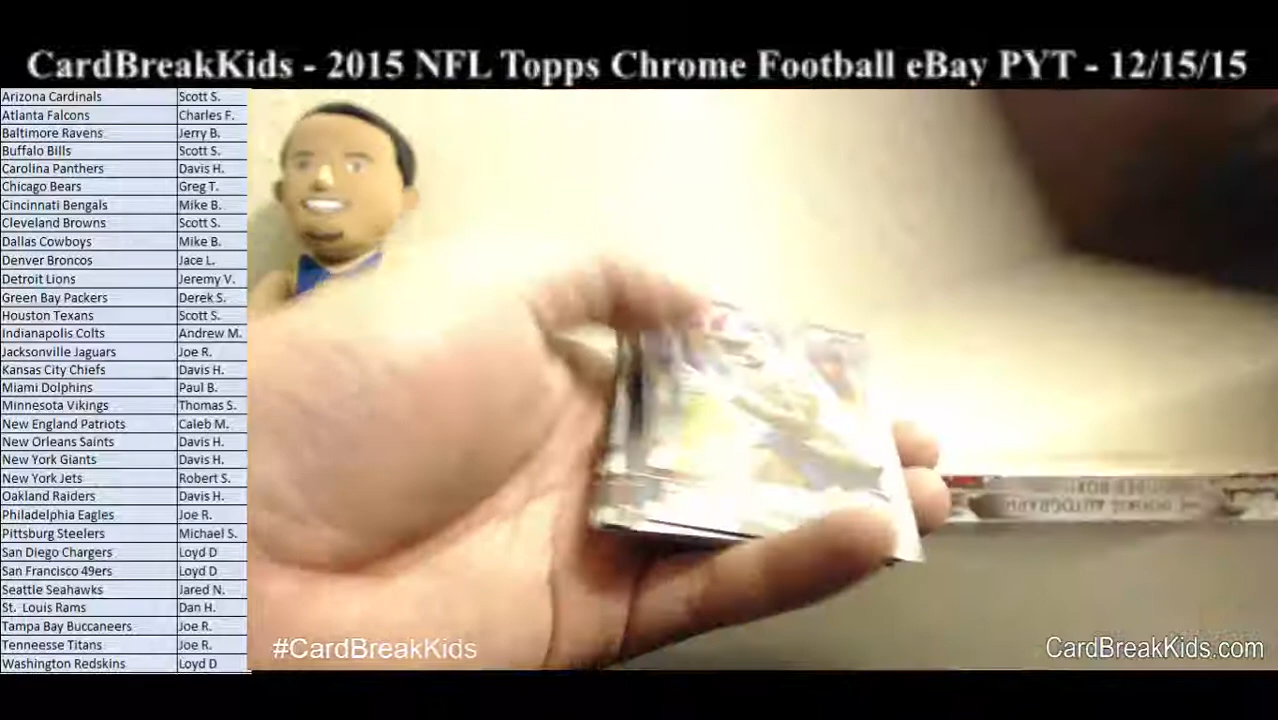 CardBreakKids - 2015 NFL Topps Chrome Football eBay PYT - 12/15/15
Arizona Cardinals Scott S.
Atlanta Falcons Charles F.
Baltimore Ravens Jerry B.
Buffalo Bills Scott S.
Carolina Panthers Davis H.
Chicago Bears Greg T.
Cincinnati Bengals Mike B.
Cleveland Browns Scott S.
Dallas Cowboys Mike B.
Denver Broncos Jace L.
Detroit Lions Jeremy V.
Green Bay Packers Derek S.
Houston Texans Scott S.
Indianapolis Colts Andrew M.
Jacksonville Jaguars Joe R.
Kansas City Chiefs Davis H.
Miami Dolphins Paul B.
Minnesota Vikings Thomas S.
New England Patriots Caleb M.
New Orleans Saints Davis H.
New York Giants Davis H.
New York Jets Robert S.
Oakland Raiders Davis H.
Philadelphia Eagles Joe R.
Pittsburg Steelers Michael S.
San Diego Chargers Loyd D
San Francisco 49ers Loyd D
Seattle Seahawks Jared N.
St. Louis Rams Dan H.
Tampa Bay Buccaneers Joe R.
Tenneesse Titans Joe R.
Washington Redskins Loyd D
AUTOGRAPH
#CardBreakKids
CardBreakKids.com